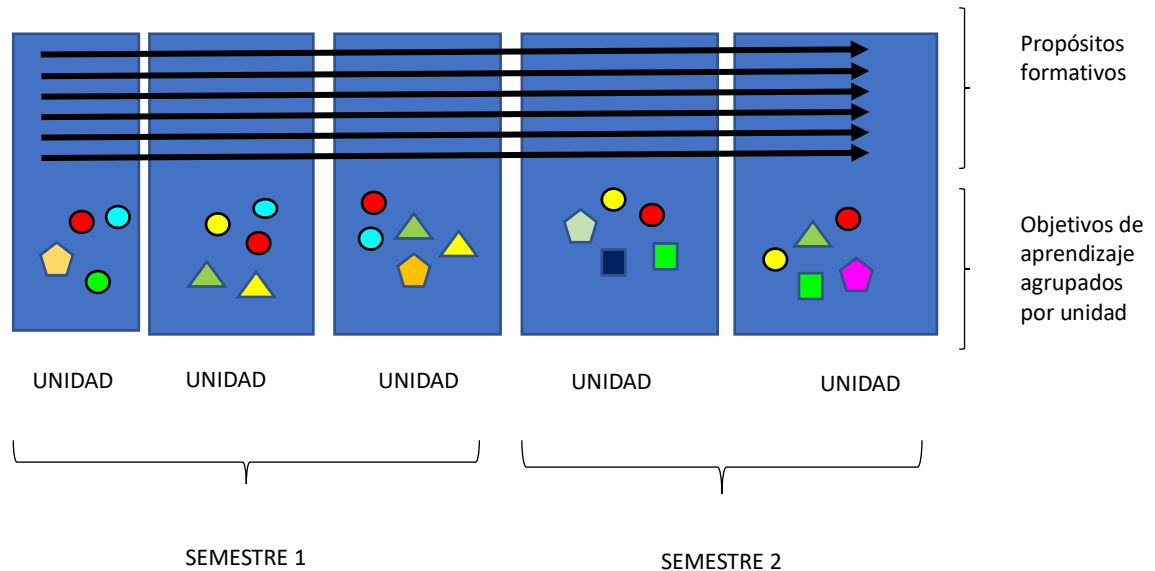 Propósitos
formativos
Objetivos de
aprendizaje
agrupados
por unidad
UNIDAD
UNIDAD
UNIDAD
UNIDAD
UNIDAD
SEMESTRE 1
SEMESTRE 2